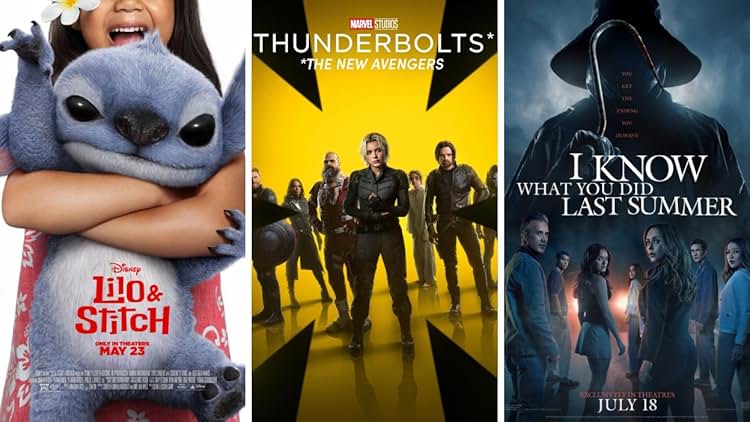 Disney
Lilo &
Stitch
ONLY IN THEATERS
MAY 23
MARVEL STUDIOS
THUNDERBOLTS*
*THE NEW AVENGERS
YOU
GET
THE
ENDING
YOU
DESERVE
I KNOW
WHAT YOU DID
LAST SUMMER
EXCLUSIVELY IN THEATRES
JULY 18